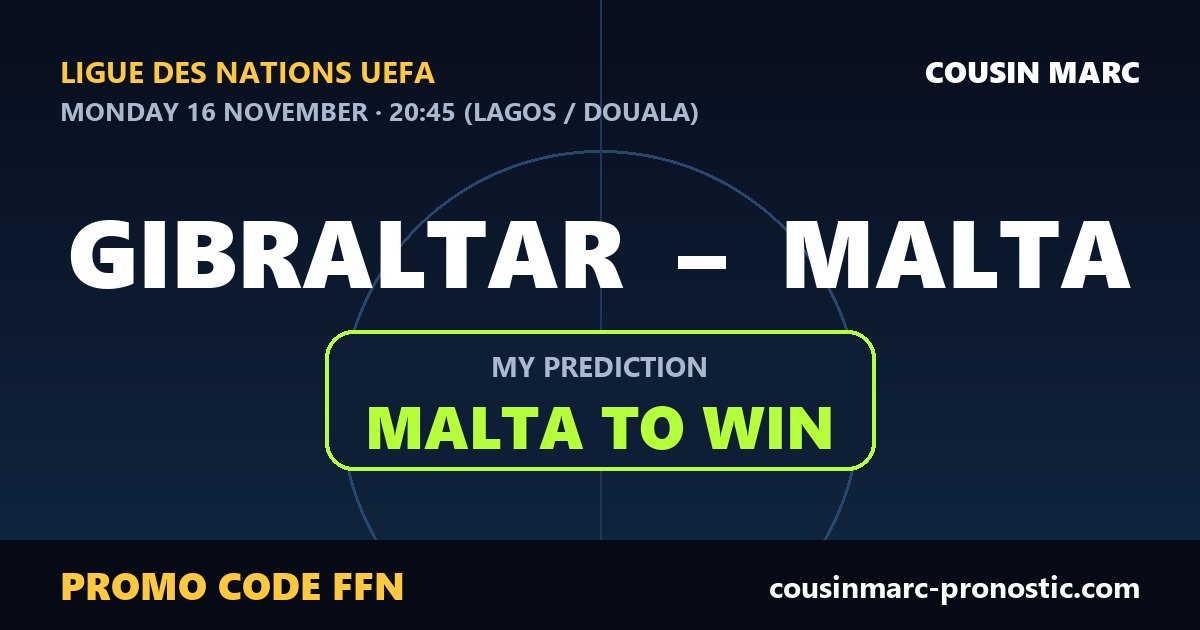 LIGUE DES NATIONS UEFA
COUSIN MARC
MONDAY 16 NOVEMBER · 20:45 (LAGOS / DOUALA)
GIBRALTAR – MALTA
MY PREDICTION
MALTA TO WIN
PROMO CODE FFN
cousinmarc-pronostic.com